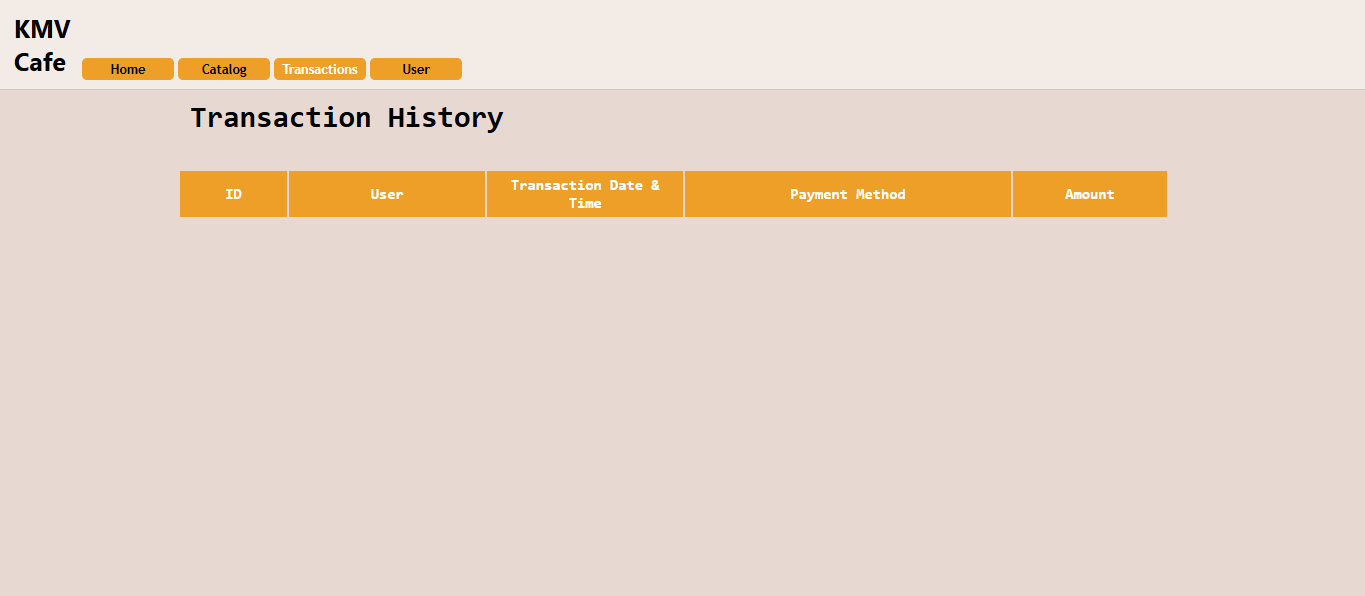 KMV
Cafe
Home
Catalog
Transactions
User
Transaction History
ID
User
Transaction Date &
Time
Payment Method
Amount